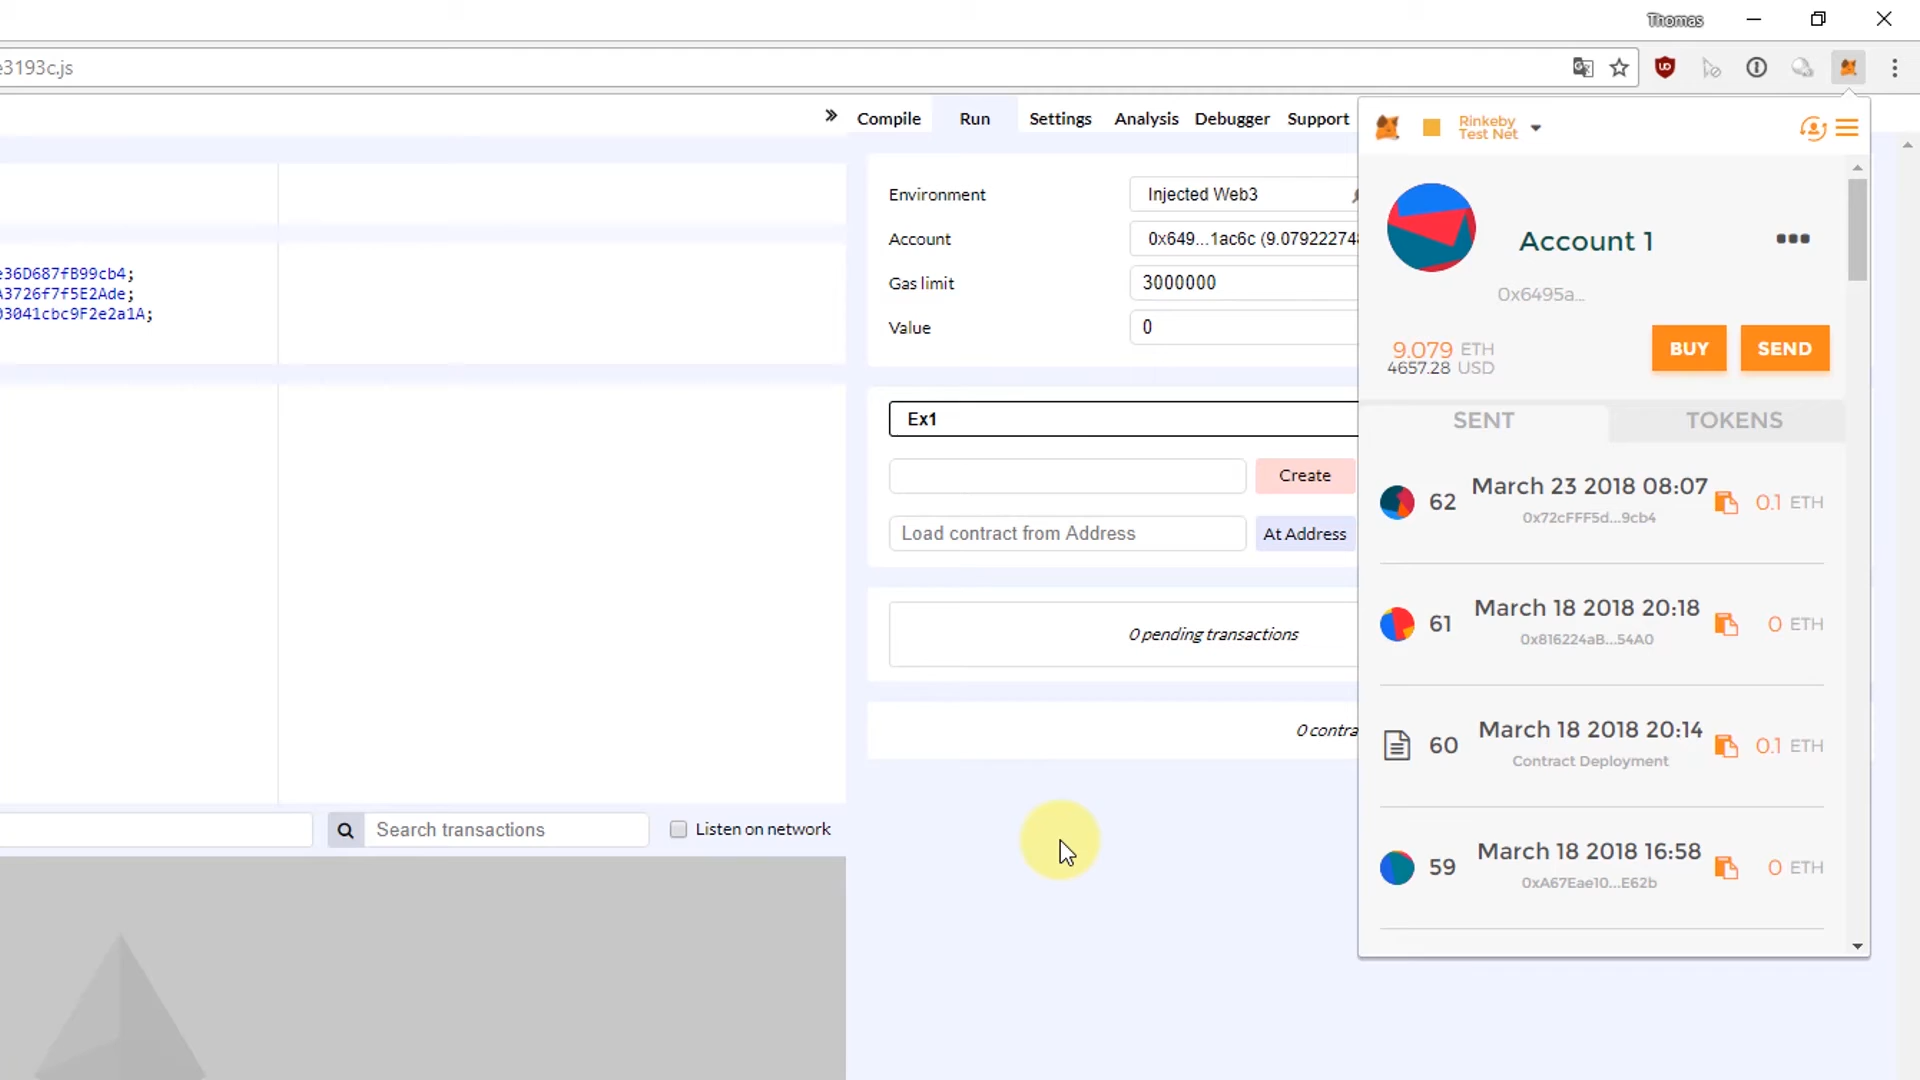 Thomas
e3193c.js
Compile
Run
Settings
Analysis
Debugger
Support
e36D687fB99cb4;
A3726f7f5E2Ade;
03041cbc9F2e2a1A;
Environment
Injected Web3
Account
0x649...1ac6c (9.079222748
Gas limit
3000000
Value
0
Ex1
Create
Load contract from Address
At Address
0 pending transactions
0 contra
Search transactions
Listen on network
Rinkeby
Test Net
Account 1
0x6495a...
9.079 ETH
4657.28 USD
BUY
SEND
SENT
TOKENS
62
March 23 2018 08:07
0x72cFFF5d...9cb4
0.1 ETH
61
March 18 2018 20:18
0x816224aB...54A0
0 ETH
60
March 18 2018 20:14
Contract Deployment
0.1 ETH
59
March 18 2018 16:58
0xA67Eae10...E62b
0 ETH